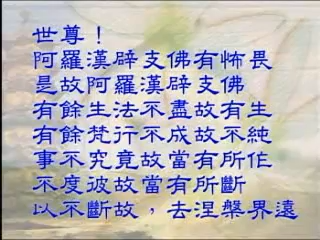 世尊！
阿羅漢辟支佛有怖畏
是故阿羅漢辟支佛
有餘生法不盡故有生
有餘梵行不成故不純
事不究竟故當有所作
不度彼故當有所斷
以不斷故，去涅槃界遠